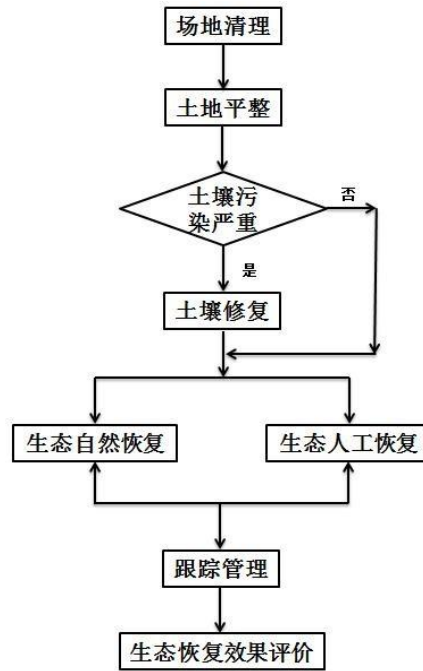 场地清理
土地平整
土壤污
染严重
否
是
土壤修复
生态自然恢复
生态人工恢复
跟踪管理
生态恢复效果评价